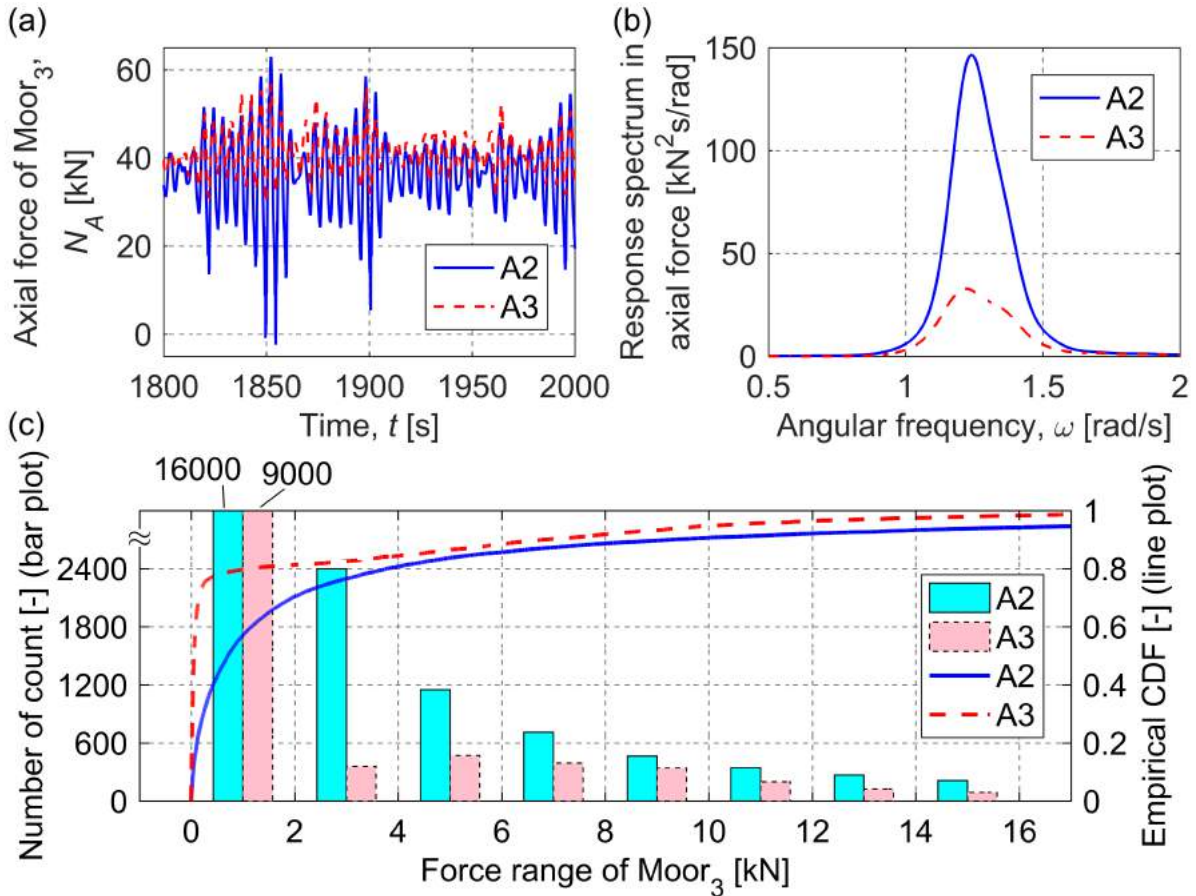 (a)
Axial force of Moor3,
NA [kN]
60
40
20
0
A2
A3
1800 1850 1900 1950 2000
Time, t [s]
(b)
Response spectrum in
axial force [kN2s/rad]
150
100
50
0
A2
A3
0.5 1 1.5 2
Angular frequency, ω [rad/s]
(c)
16000 9000
Number of count [-] (bar plot)
≈
2400
1800
1200
600
0
A2
A3
A2
A3
1
0.8
0.6
0.4
0.2
0
Empirical CDF [-] (line plot)
0 2 4 6 8 10 12 14 16
Force range of Moor3 [kN]